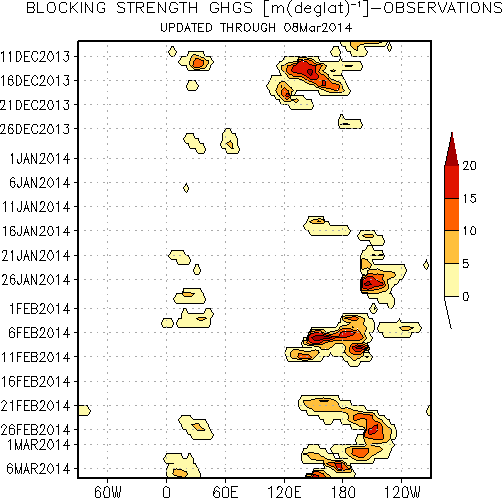 BLOCKING STRENGTH GHGS [m(deglat)⁻¹]–OBSERVATIONS
UPDATED THROUGH 08Mar2014
11DEC2013
16DEC2013
21DEC2013
26DEC2013
1JAN2014
6JAN2014
11JAN2014
16JAN2014
21JAN2014
26JAN2014
1FEB2014
6FEB2014
11FEB2014
16FEB2014
21FEB2014
26FEB2014
1MAR2014
6MAR2014
60W 0 60E 120E 180 120W
20
15
10
5
0